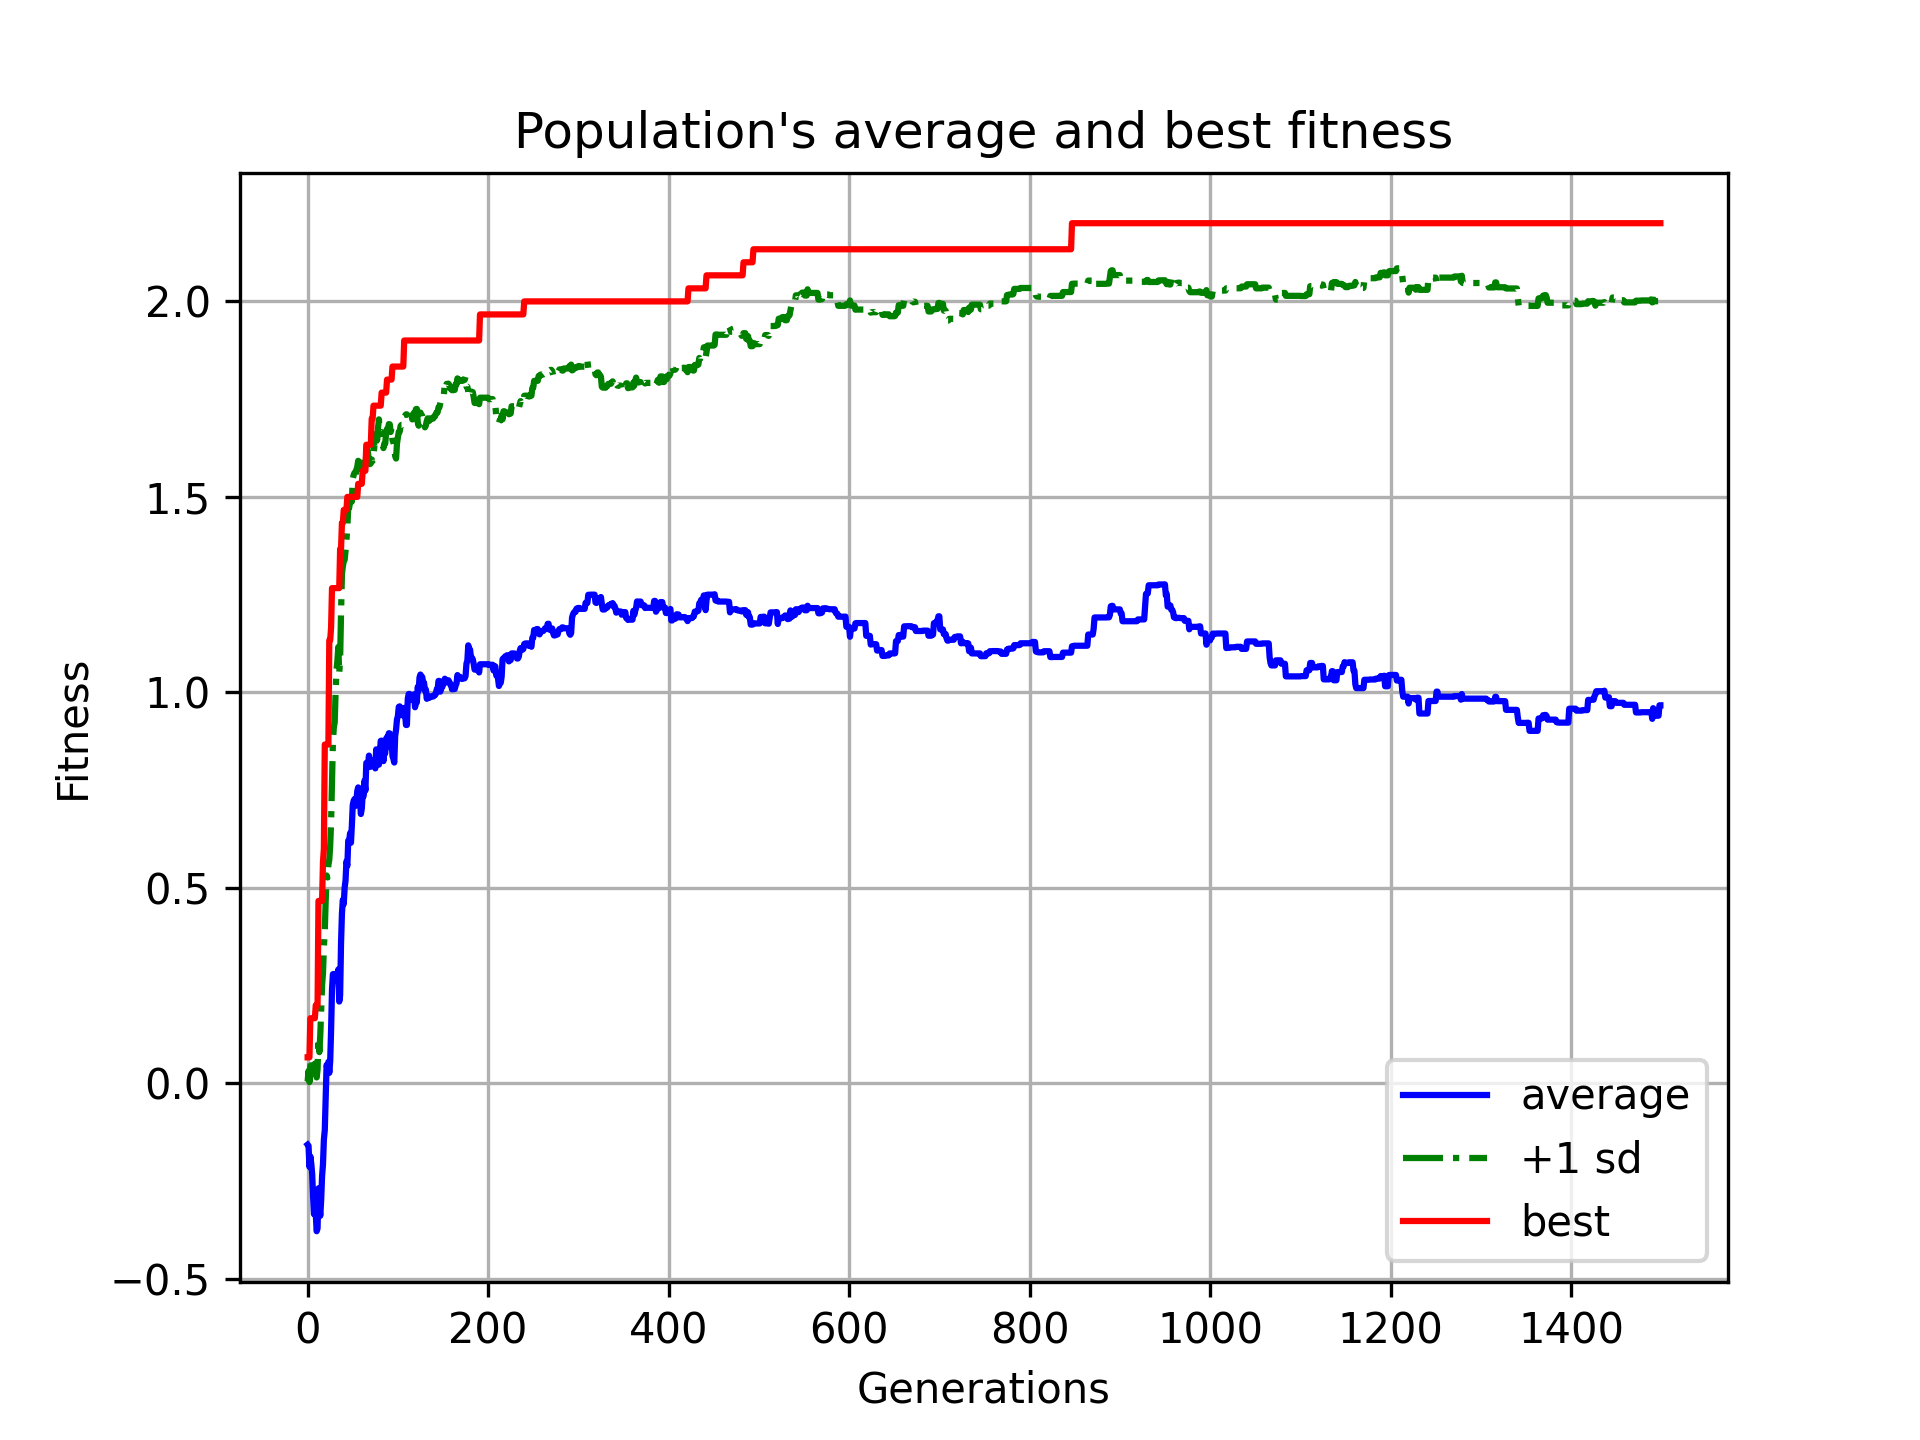 Population's average and best fitness
Fitness
2.0
1.5
1.0
0.5
0.0
−0.5
average
+1 sd
best
0 200 400 600 800 1000 1200 1400
Generations